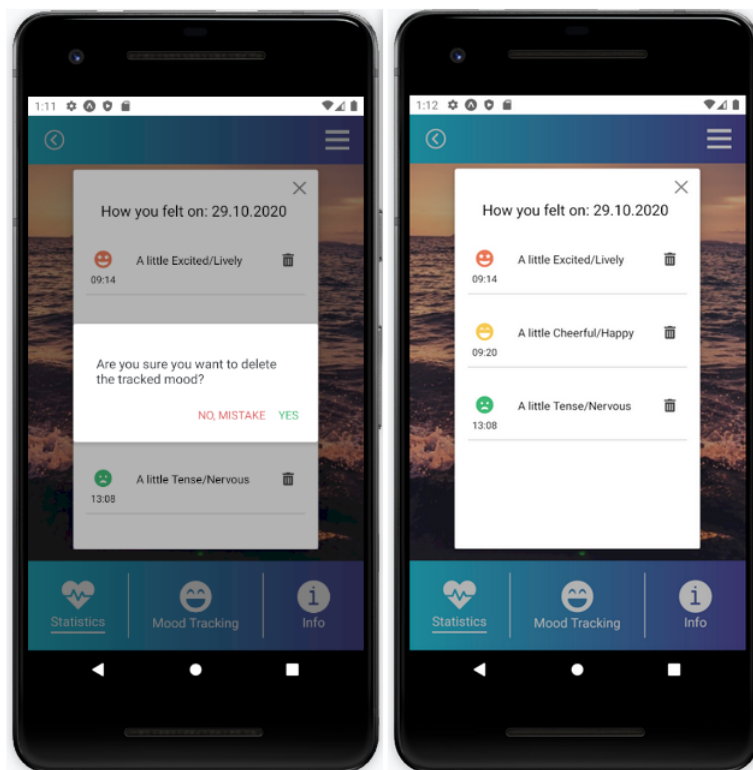 1:11
How you felt on: 29.10.2020
A little Excited/Lively
09:14
Are you sure you want to delete
the tracked mood?
NO, MISTAKE YES
A little Tense/Nervous
13:08
Statistics
Mood Tracking
i
Info
1:12
How you felt on: 29.10.2020
A little Excited/Lively
09:14
A little Cheerful/Happy
09:20
A little Tense/Nervous
13:08
Statistics
Mood Tracking
i
Info